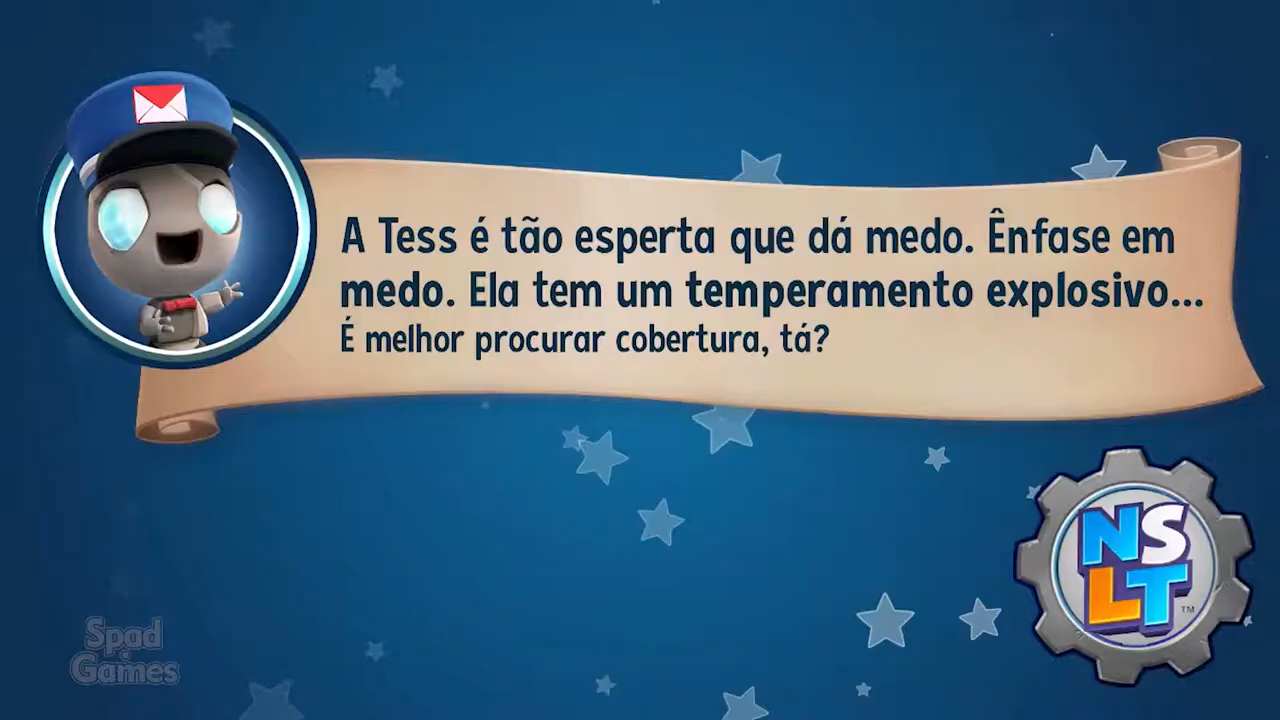 A Tess é tão esperta que dá medo. Ênfase em
medo. Ela tem um temperamento explosivo...
É melhor procurar cobertura, tá?
NS
LT
TM
Spad
Games